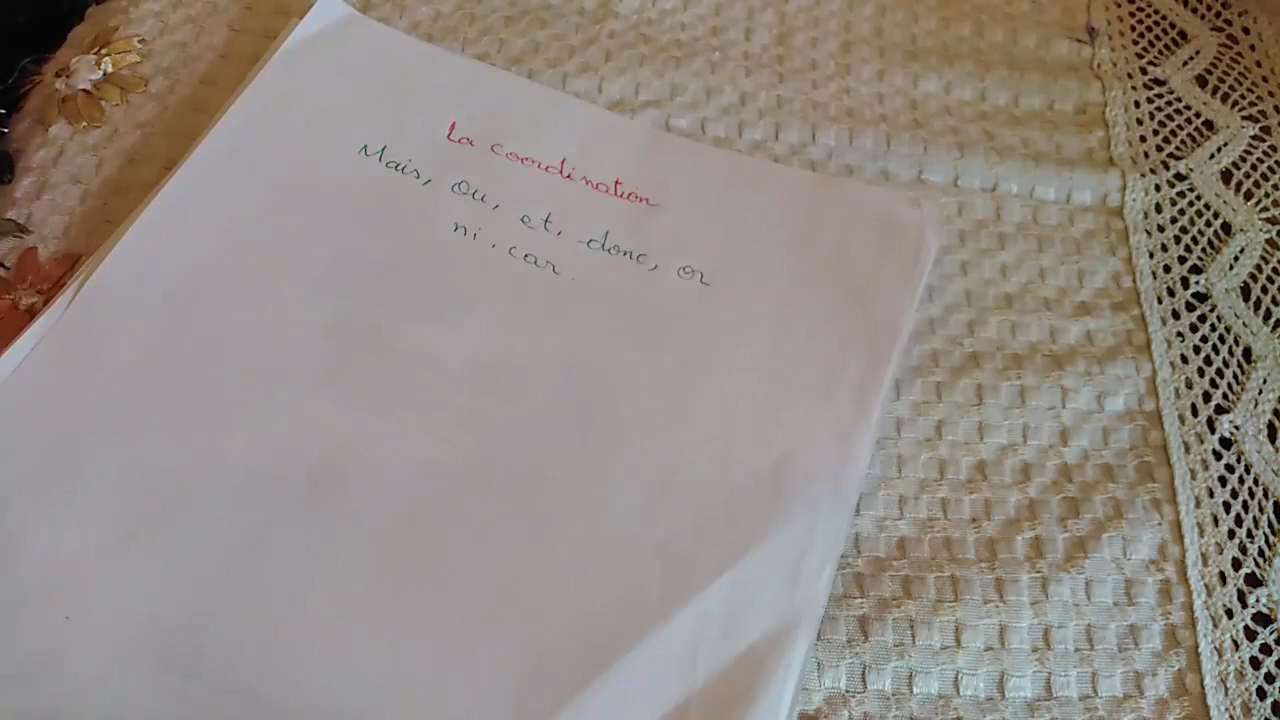 La coordination
Mais, ou, et, donc, or
ni, car.